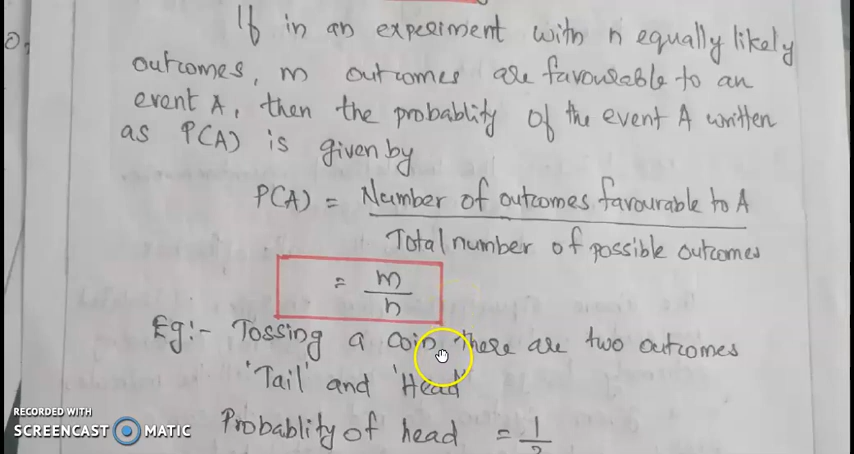 If in an experiment with n equally likely
outcomes, m outcomes are favourable to an
event A, then the probablity of the event A written
as P(A) is given by
P(A) = Number of outcomes favourable to A
Total number of possible outcomes
= m
n
Eg:- Tossing a coin there are two outcomes
'Tail' and 'Head'
Probablity of head = 1
2
RECORDED WITH
SCREENCAST MATIC